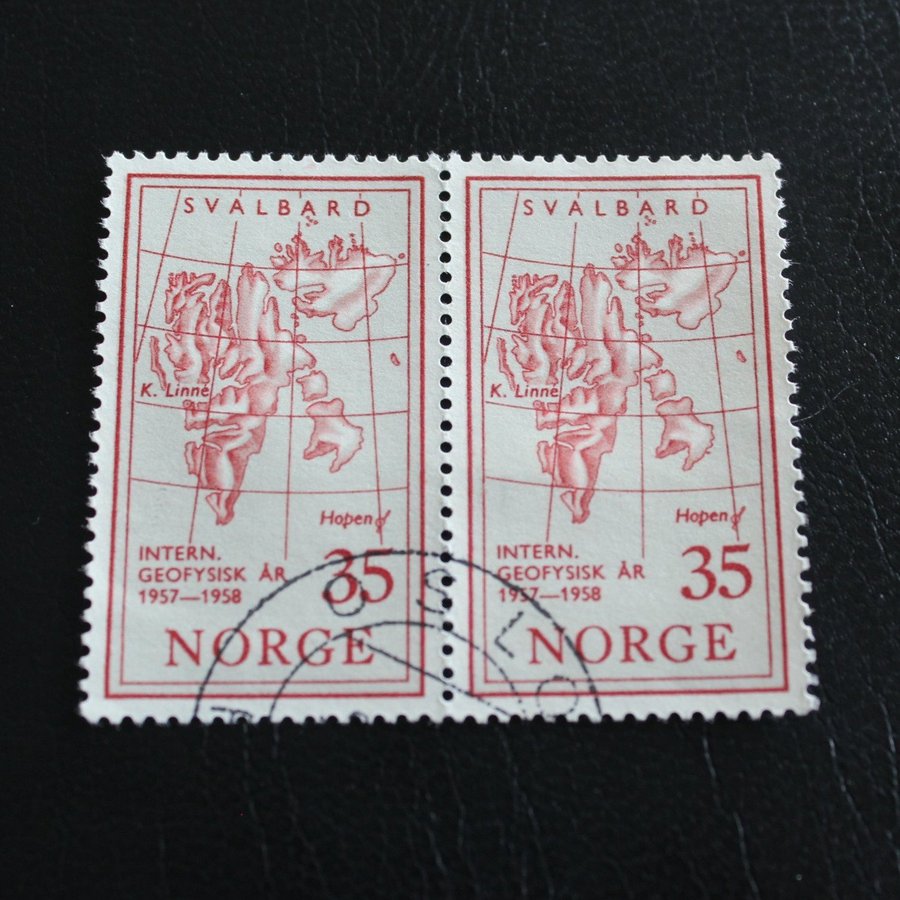 SVALBARD
K. Linné
Hopen
INTERN.
GEOFYSISK ÅR
1957—1958
35
NORGE
SVALBARD
K. Linné
Hopen
INTERN.
GEOFYSISK ÅR
1957—1958
35
NORGE
OSLO